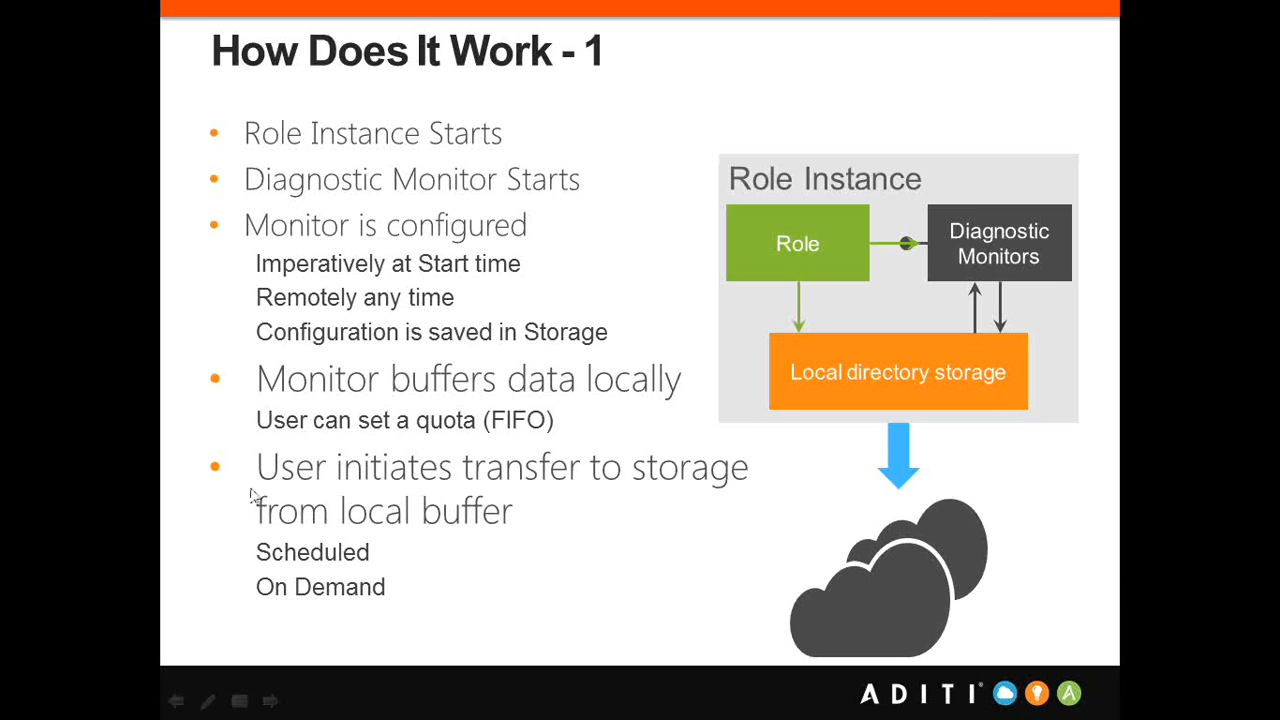 How Does It Work - 1
Role Instance Starts
Diagnostic Monitor Starts
Monitor is configured
Imperatively at Start time
Remotely any time
Configuration is saved in Storage
Monitor buffers data locally
User can set a quota (FIFO)
User initiates transfer to storage
from local buffer
Scheduled
On Demand
Role Instance
Role
Diagnostic
Monitors
Local directory storage
ADITI®